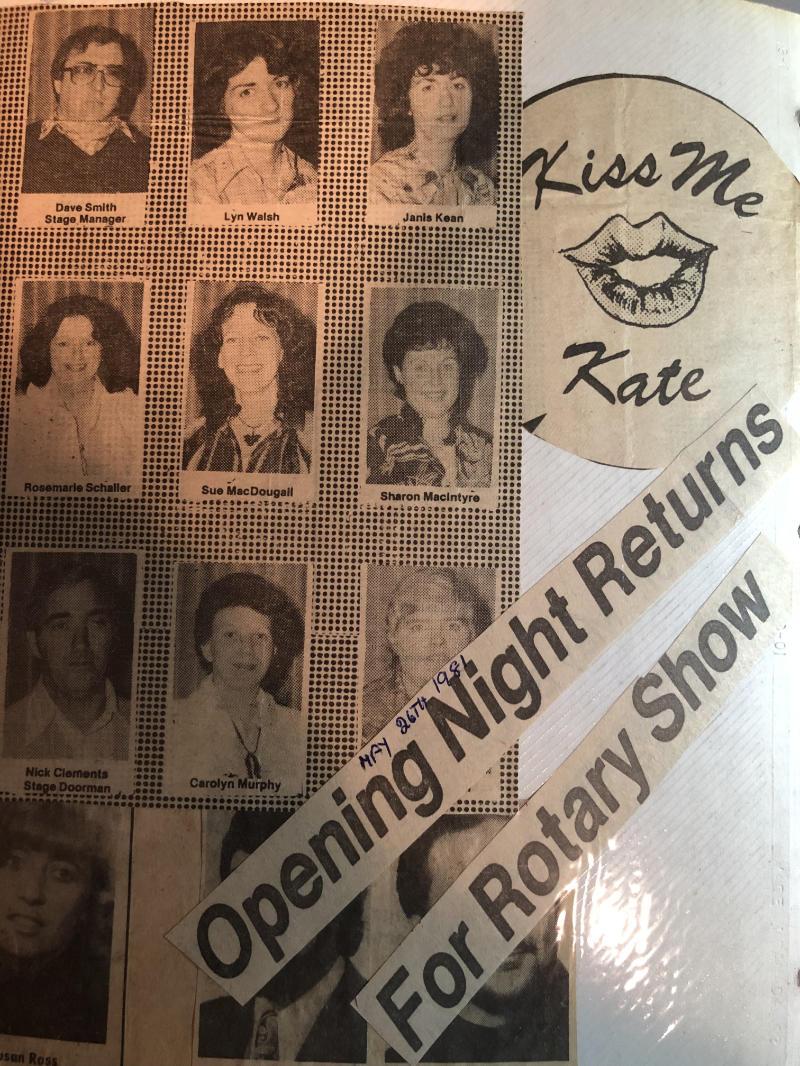 Dave Smith
Stage Manager
Lyn Walsh
Janis Kean
Kiss Me
Kate
Rosemarie Schaller
Sue MacDougall
Sharon MacIntyre
Nick Clements
Stage Doorman
Carolyn Murphy
MAY 26TH 1981
Opening Night Returns
For Rotary Show
usan Ross